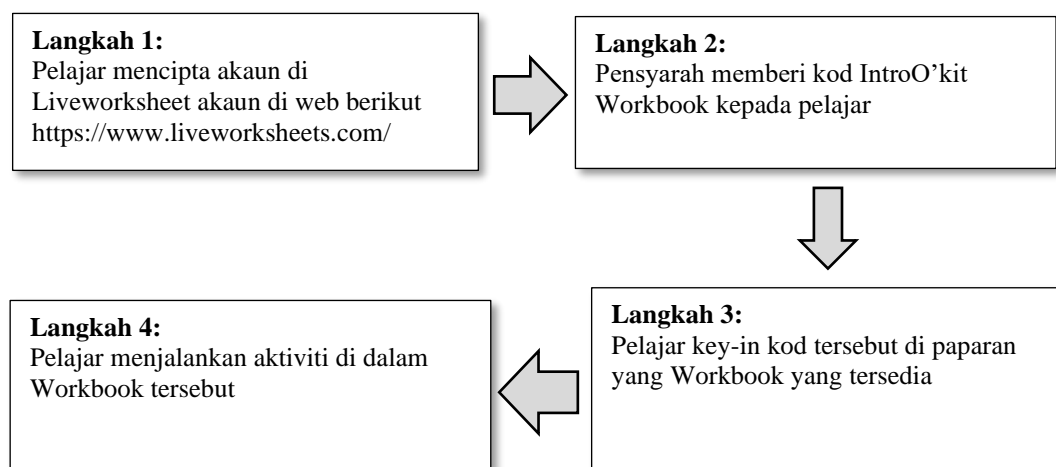 Langkah 1:
Pelajar mencipta akaun di
Liveworksheet akaun di web berikut
https://www.liveworksheets.com/
Langkah 2:
Pensyarah memberi kod IntroO’kit
Workbook kepada pelajar
Langkah 3:
Pelajar key-in kod tersebut di paparan
yang Workbook yang tersedia
Langkah 4:
Pelajar menjalankan aktiviti di dalam
Workbook tersebut